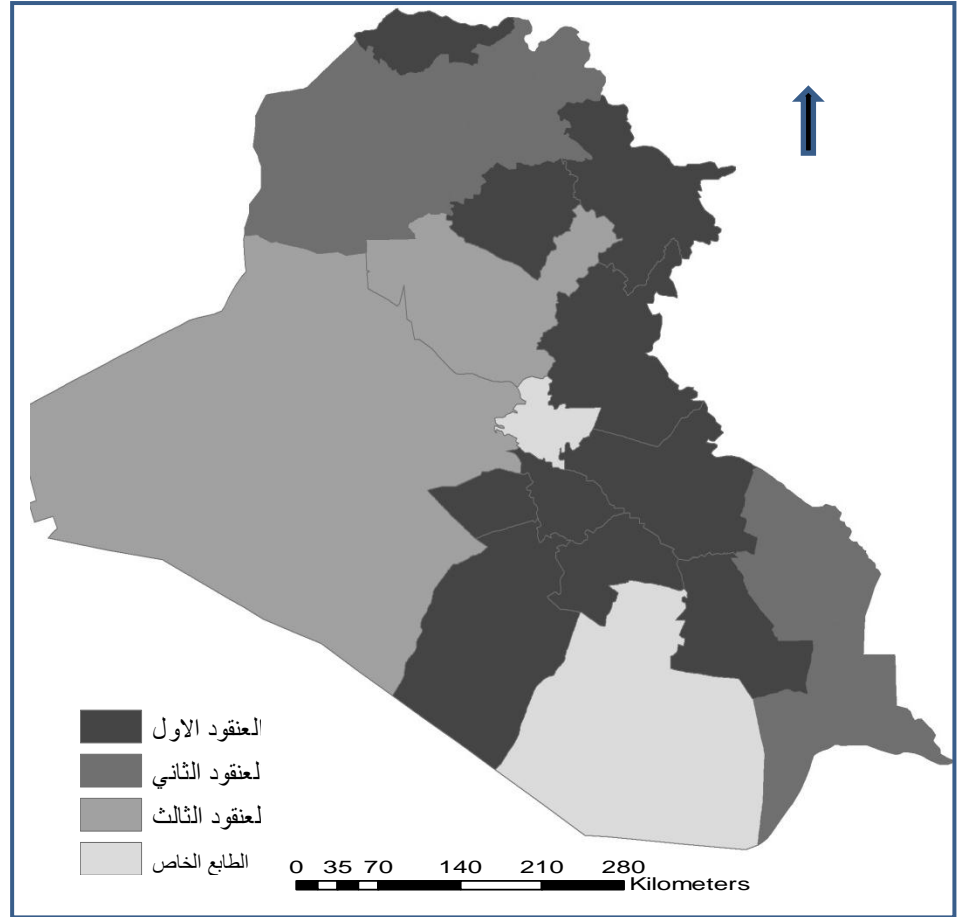 العنقود الاول
لعنقود الثاني
لعنقود الثالث
الطابع الخاص
0 35 70 140 210 280
Kilometers